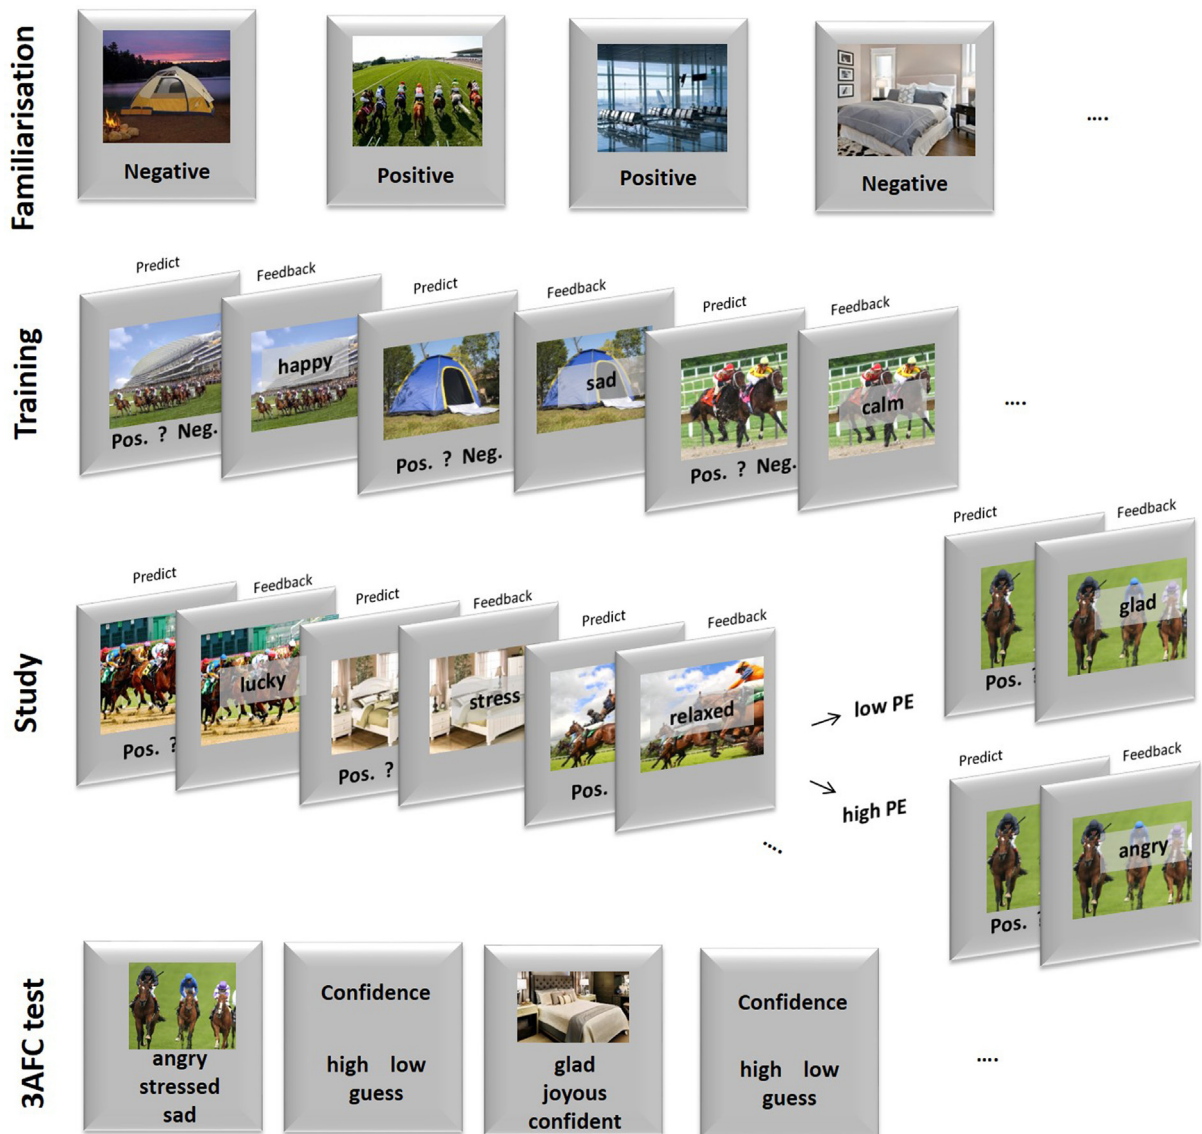 Familiarisation
Negative
Positive
Positive
Negative
....
Training
Predict
Feedback
Predict
Feedback
Predict
Feedback
happy
sad
calm
Pos. ? Neg.
Pos. ? Neg.
Pos. ? Neg.
....
Study
Predict
Feedback
Predict
Feedback
Predict
Feedback
lucky
stress
relaxed
Pos. ?
Pos. ?
Pos.
....
low PE
high PE
Predict
Feedback
glad
Pos. ?
Predict
Feedback
angry
Pos. ?
3AFC test
angry
stressed
sad
Confidence
high low
guess
glad
joyous
confident
Confidence
high low
guess
....